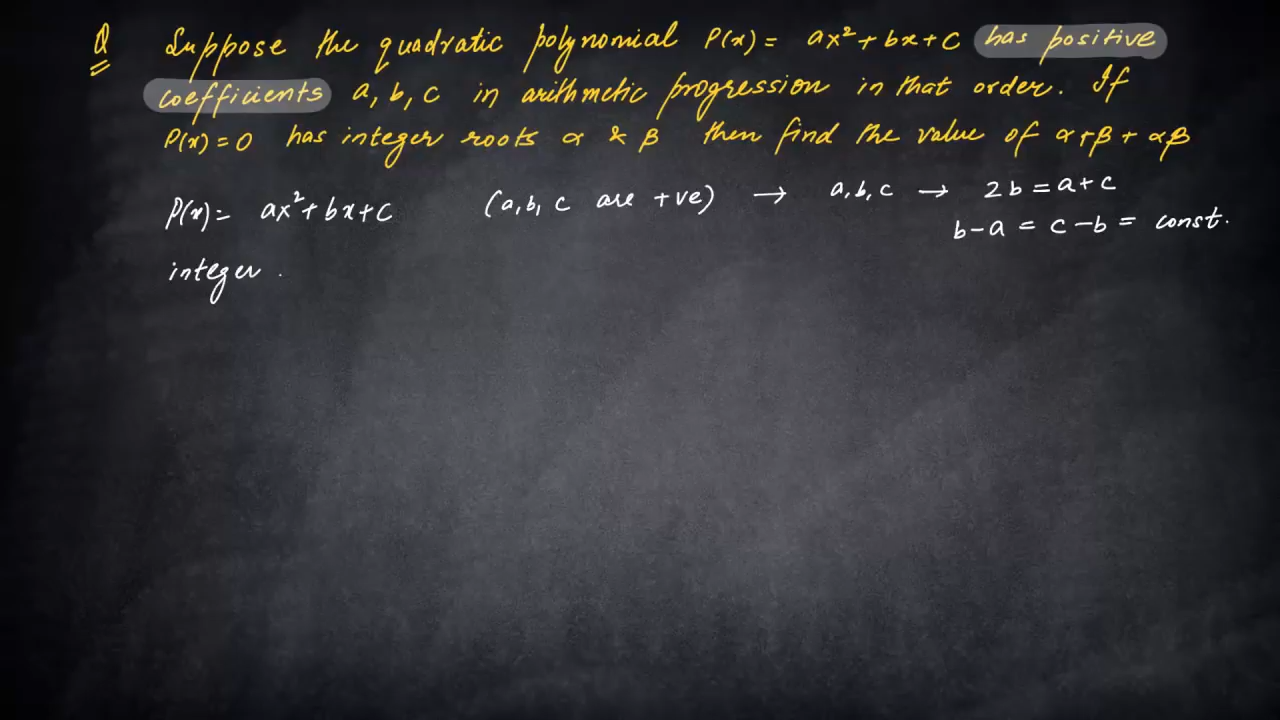 Q Suppose the quadratic polynomial P(x) = ax² + bx + c has positive
coefficients a, b, c in arithmetic progression in that order. If
P(x) = 0 has integer roots α & β then find the value of α+β + αβ
P(x) = ax² + bx + c (a, b, c are +ve) → a, b, c → 2b = a + c
b - a = c - b = const.
integer .